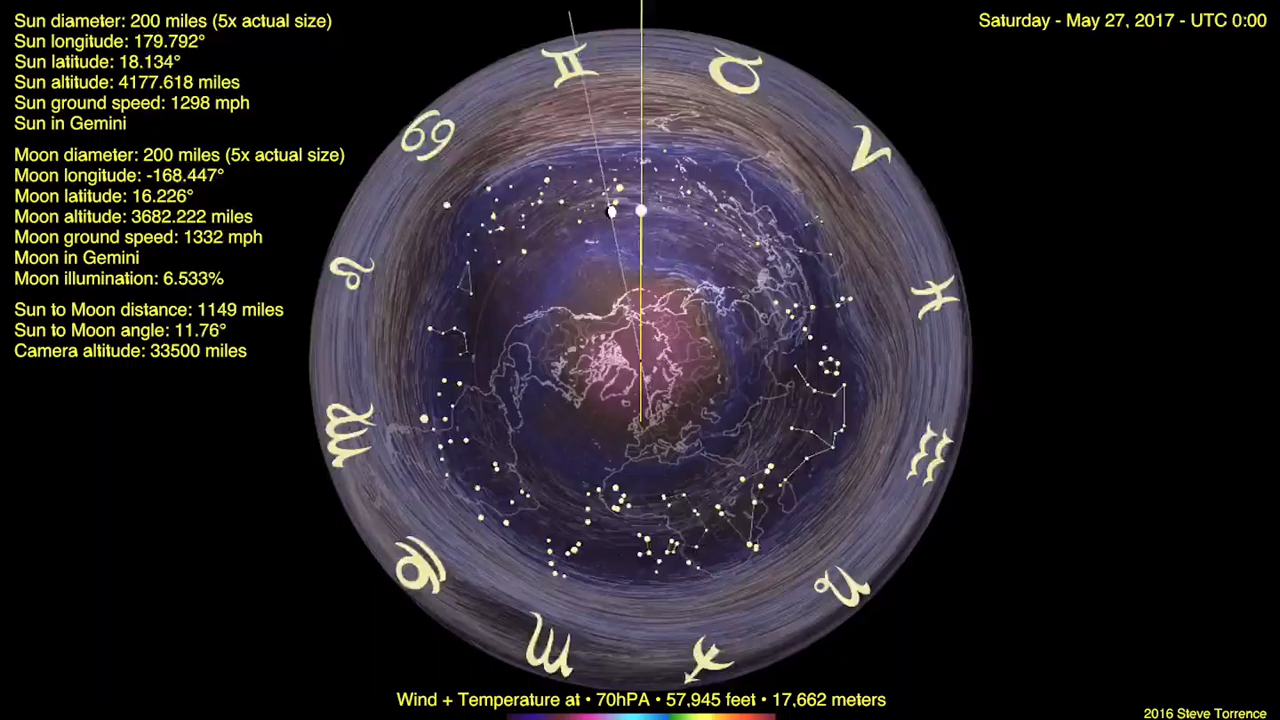 Sun diameter: 200 miles (5x actual size)
Sun longitude: 179.792°
Sun latitude: 18.134°
Sun altitude: 4177.618 miles
Sun ground speed: 1298 mph
Sun in Gemini
Moon diameter: 200 miles (5x actual size)
Moon longitude: -168.447°
Moon latitude: 16.226°
Moon altitude: 3682.222 miles
Moon ground speed: 1332 mph
Moon in Gemini
Moon illumination: 6.533%
Sun to Moon distance: 1149 miles
Sun to Moon angle: 11.76°
Camera altitude: 33500 miles
Saturday - May 27, 2017 - UTC 0:00
Wind + Temperature at • 70hPA • 57,945 feet • 17,662 meters
2016 Steve Torrence